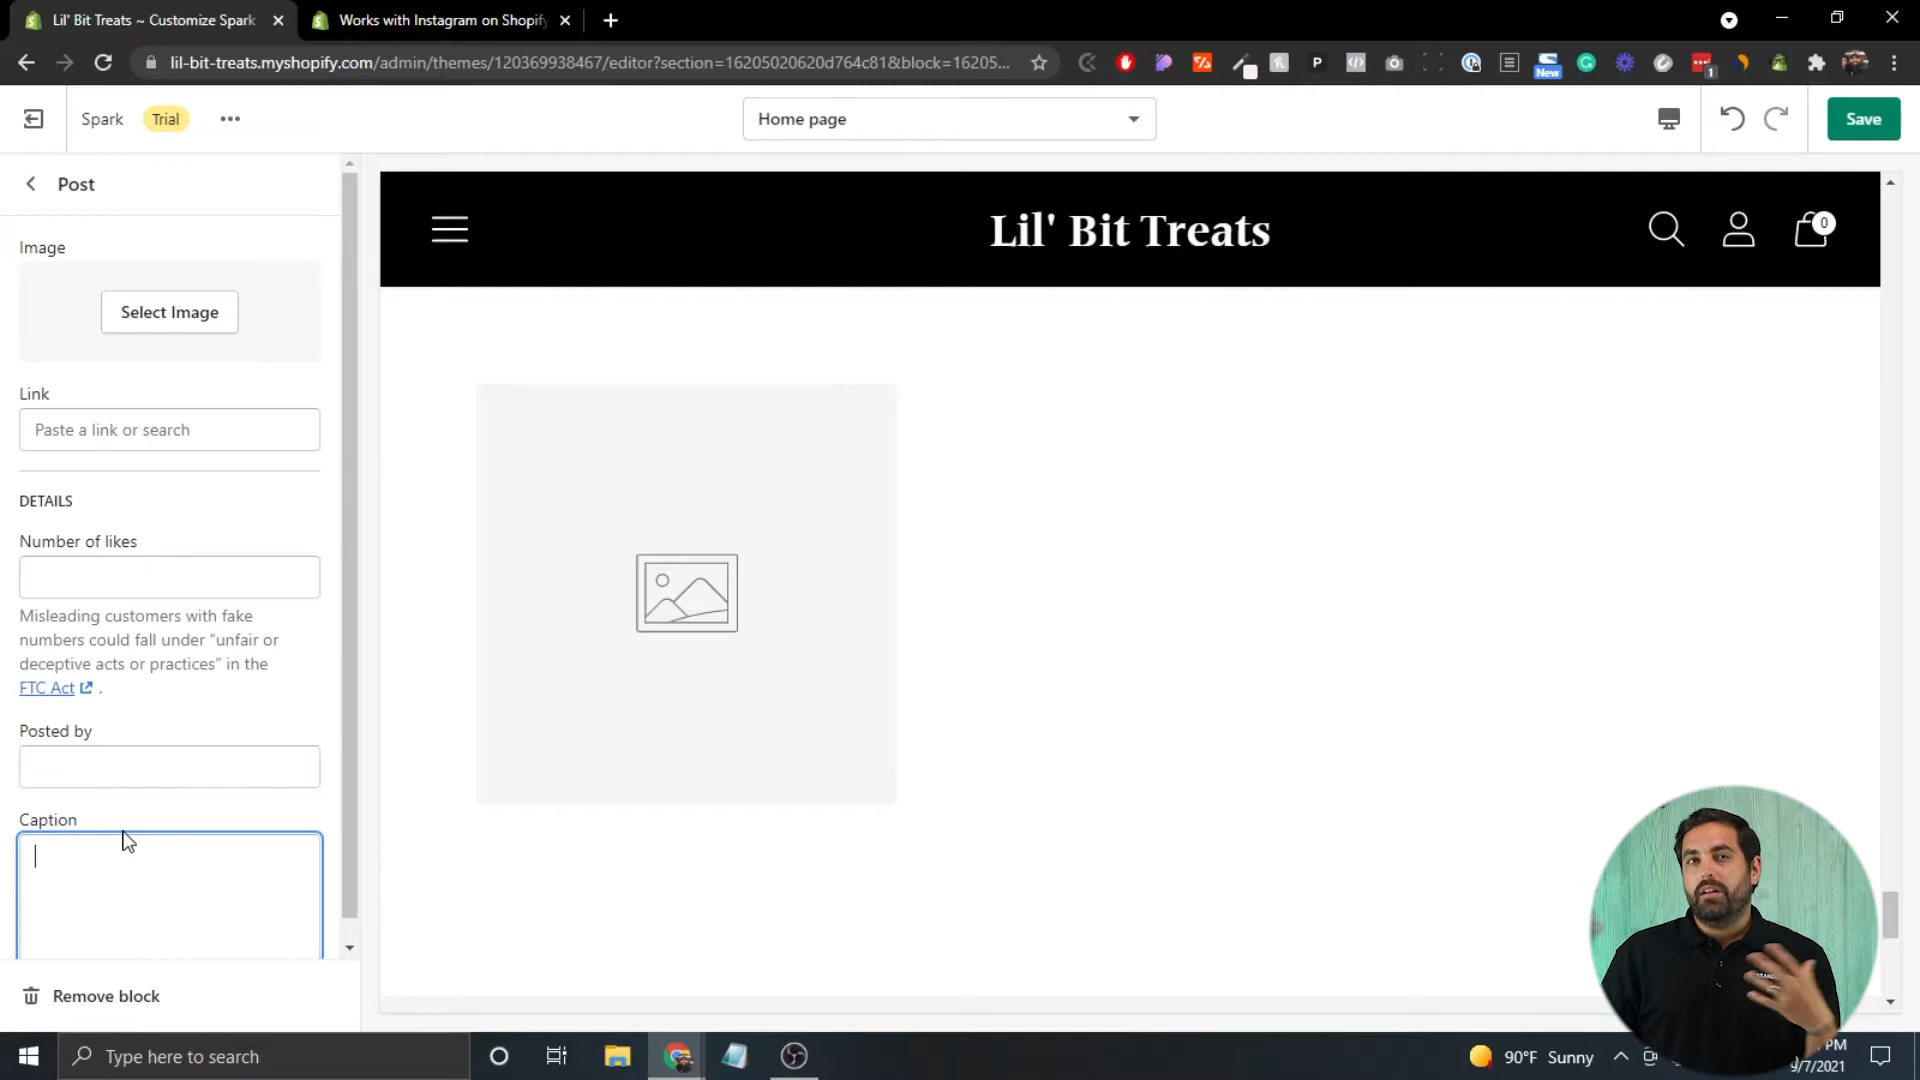 Lil' Bit Treats ~ Customize Spark
Works with Instagram on Shopify
lil-bit-treats.myshopify.com/admin/themes/120369938467/editor?section=16205020620d764c81&block=16205...
New
1
Spark
Trial
Home page
Save
Post
Image
Select Image
Link
Paste a link or search
DETAILS
Number of likes
Misleading customers with fake
numbers could fall under “unfair or
deceptive acts or practices” in the
FTC Act .
Posted by
Caption
Remove block
Lil' Bit Treats
0
Type here to search
90°F Sunny
PM
9/7/2021